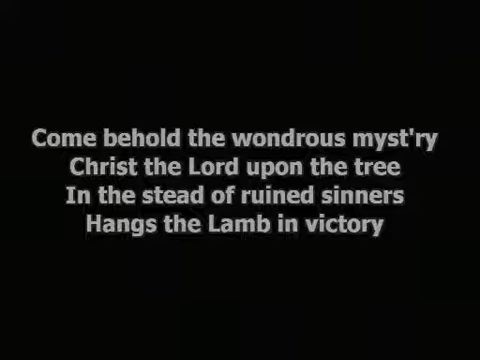 Come behold the wondrous myst'ry
Christ the Lord upon the tree
In the stead of ruined sinners
Hangs the Lamb in victory